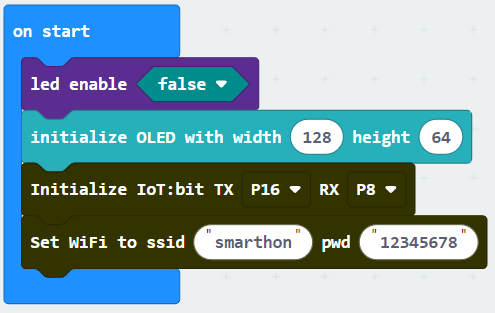 on start
led enable false
initialize OLED with width 128 height 64
Initialize IoT:bit TX P16 RX P8
Set WiFi to ssid "smarthon" pwd "12345678"